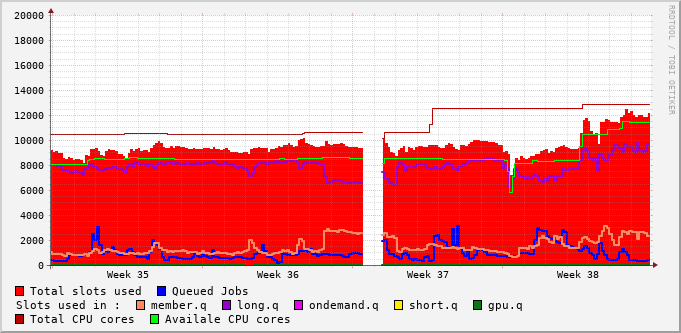 20000
18000
16000
14000
12000
10000
8000
6000
4000
2000
0
Week 35 Week 36 Week 37 Week 38
RRDTOOL / TOBI OETIKER
Total slots used Queued Jobs
Slots used in : member.q long.q ondemand.q short.q gpu.q
Total CPU cores Availale CPU cores